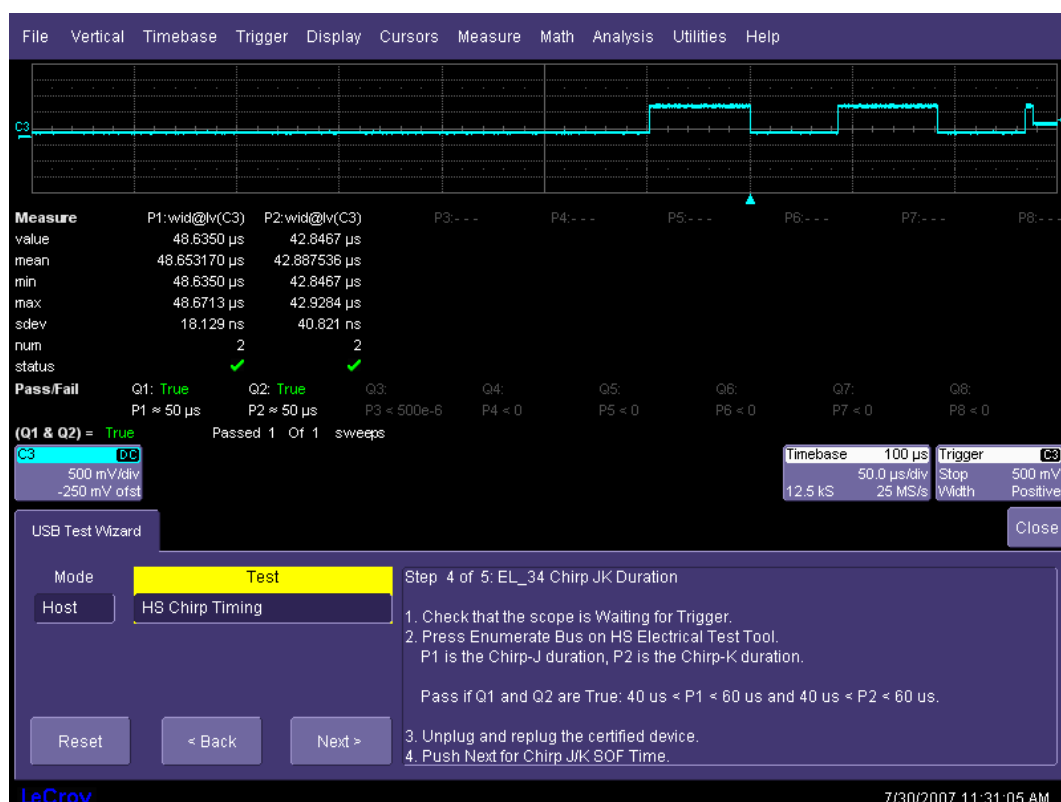 File Vertical Timebase Trigger Display Cursors Measure Math Analysis Utilities Help
C3
Measure P1:wid@lv(C3) P2:wid@lv(C3) P3:--- P4:--- P5:--- P6:--- P7:--- P8:---
value 48.6350 µs 42.8467 µs
mean 48.653170 µs 42.887536 µs
min 48.6350 µs 42.8467 µs
max 48.6713 µs 42.9284 µs
sdev 18.129 ns 40.821 ns
num 2 2
status
Pass/Fail Q1: True Q2: True Q3: Q4: Q5: Q6: Q7: Q8:
P1 ≈ 50 µs P2 ≈ 50 µs P3 < 500e-6 P4 < 0 P5 < 0 P6 < 0 P7 < 0 P8 < 0
(Q1 & Q2) = True Passed 1 Of 1 sweeps
C3 DC
500 mV/div
-250 mV ofst
Timebase 100 µs
50.0 µs/div
12.5 kS 25 MS/s
Trigger C3
Stop 500 mV
Width Positive
USB Test Wizard
Close
Mode Test
Host HS Chirp Timing
Reset < Back Next >
Step 4 of 5: EL_34 Chirp JK Duration
1. Check that the scope is Waiting for Trigger.
2. Press Enumerate Bus on HS Electrical Test Tool.
P1 is the Chirp-J duration, P2 is the Chirp-K duration.
Pass if Q1 and Q2 are True: 40 us < P1 < 60 us and 40 us < P2 < 60 us.
3. Unplug and replug the certified device.
4. Push Next for Chirp J/K SOF Time.
LeCroy
7/30/2007 11:31:05 AM